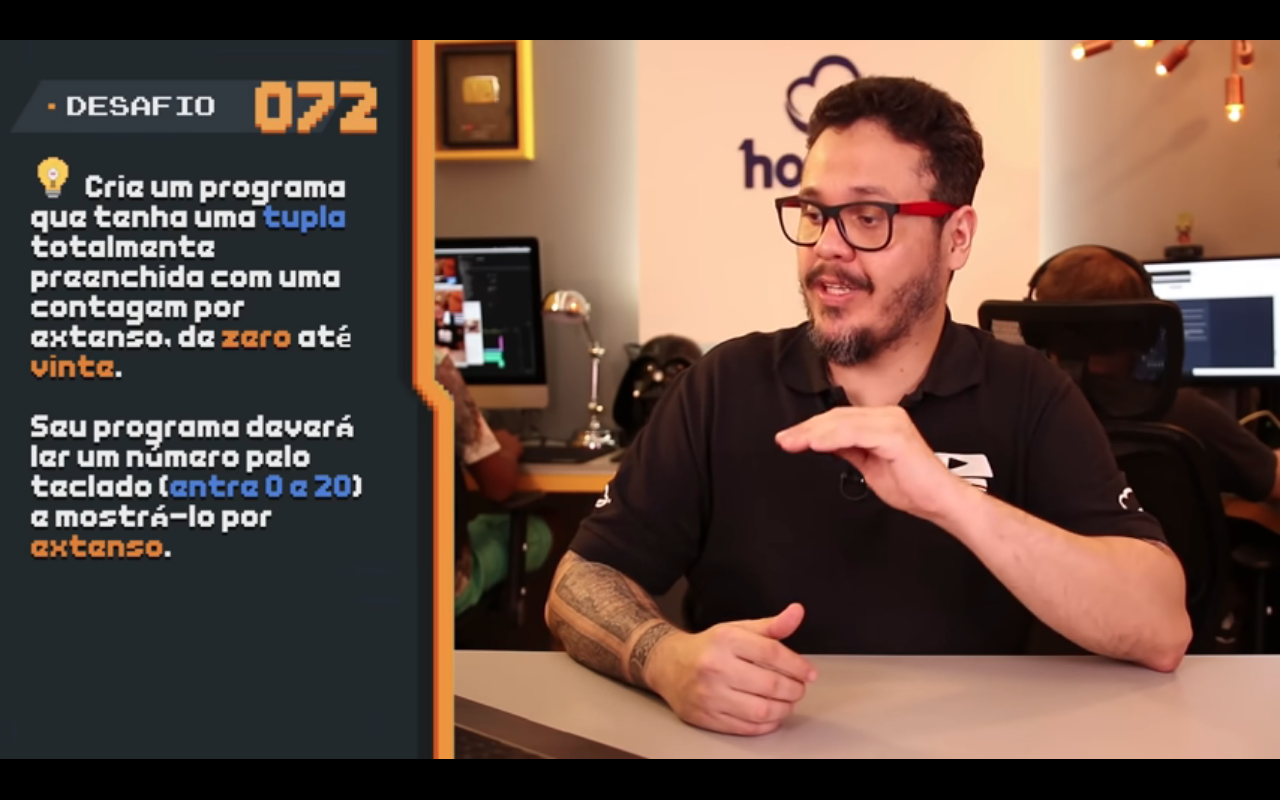 DESAFIO 072
Crie um programa
que tenha uma tupla
totalmente
preenchida com uma
contagem por
extenso, de zero até
vinte.
Seu programa deverá
ler um número pelo
teclado (entre 0 e 20)
e mostrá-lo por
extenso.